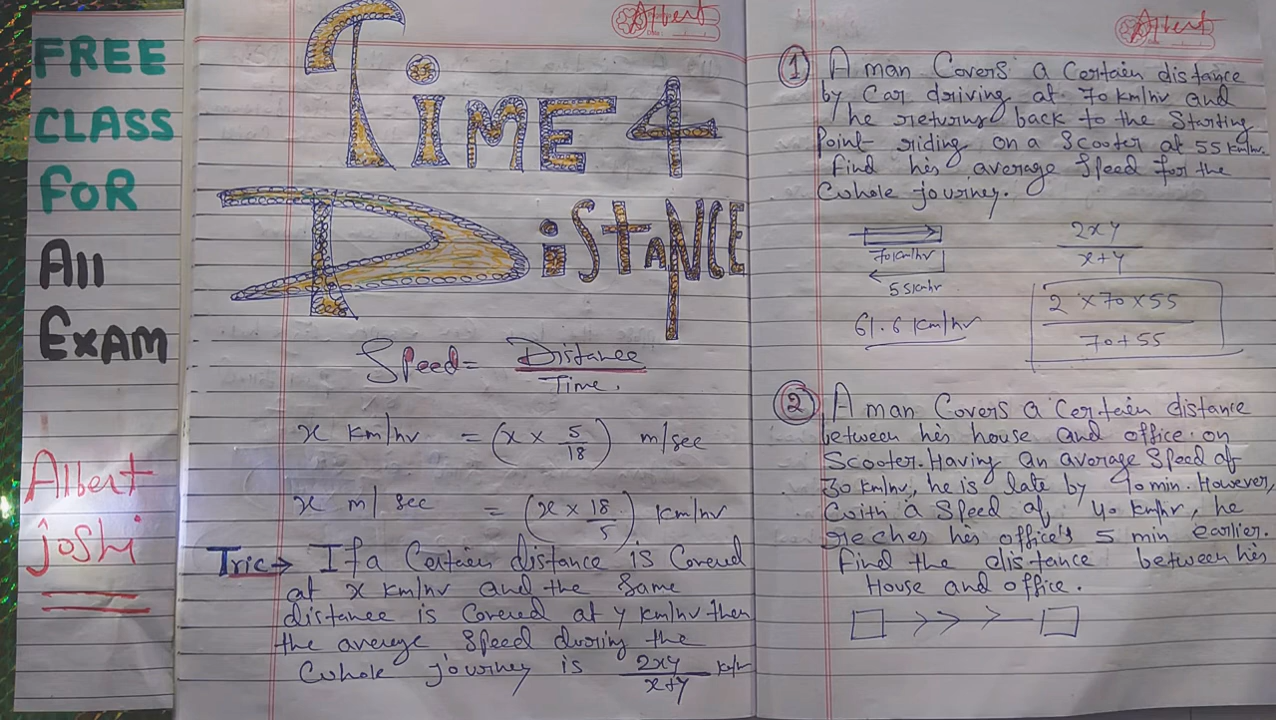 FREE
CLASS
FOR
All
EXAM
Albert
joshi
Albert
TIME 4
DISTANCE
Speed = Distance / Time.
x km/hr = (x × 5/18) m/sec
x m/sec = (x × 18/5) km/hr
Tric → If a Certain distance is Covered
at x km/hr and the Same
distance is Covered at y km/hr then
the average Speed during the
Whole journey is 2xy/x+y km/hr
Albert
① A man Covers a Certain distance
by Car driving at 70 km/hr and
he returns back to the Starting
Point riding on a Scooter at 55 km/hr.
Find his average Speed for the
Whole journey.
70 km/hr
55 km/hr
2xy
x+y
61.6 km/hr
2 × 70 × 55
70 + 55
② A man Covers a Certain distance
between his house and office on
Scooter. Having an average Speed of
30 km/hr, he is late by 10 min. However,
with a Speed of 40 km/hr, he
reches his office's 5 min earlier.
Find the distance between his
House and office.